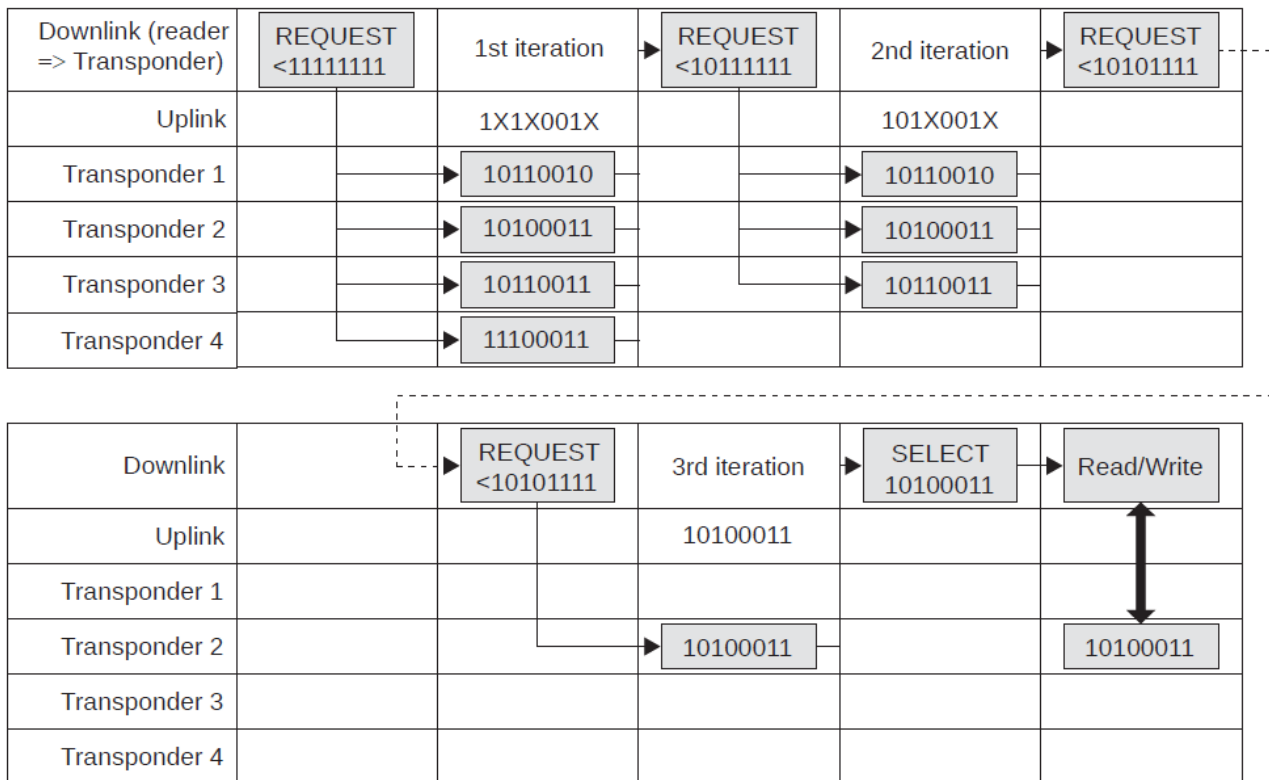 Downlink (reader
=> Transponder)
REQUEST
<11111111
1st iteration
REQUEST
<10111111
2nd iteration
REQUEST
<10101111
Uplink
1X1X001X
101X001X
Transponder 1
10110010
10110010
Transponder 2
10100011
10100011
Transponder 3
10110011
10110011
Transponder 4
11100011
Downlink
REQUEST
<10101111
3rd iteration
SELECT
10100011
Read/Write
Uplink
10100011
Transponder 1
Transponder 2
10100011
10100011
Transponder 3
Transponder 4